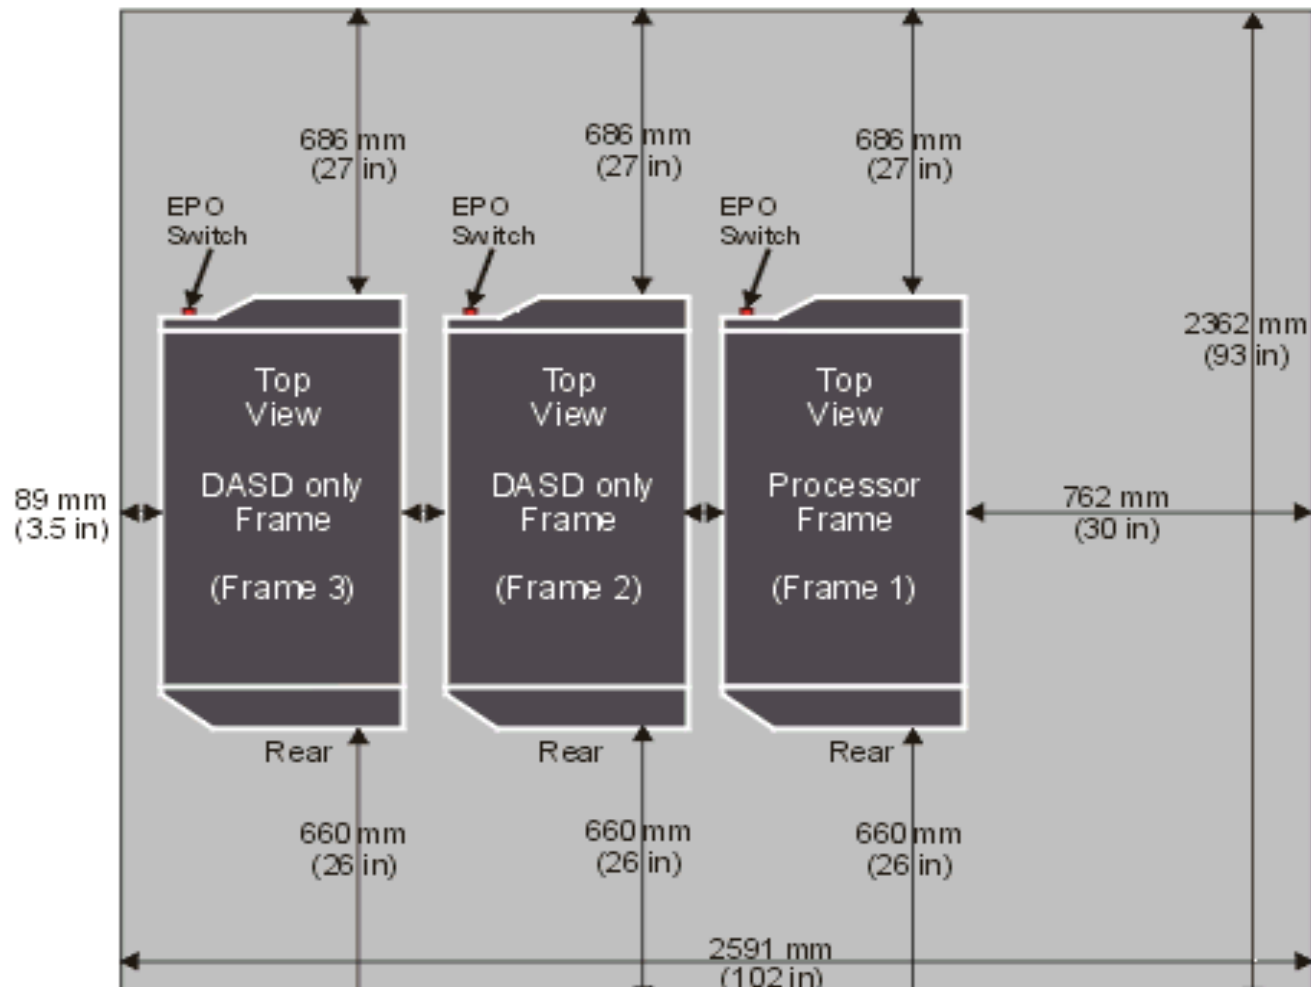 686 mm
(27 in)
686 mm
(27 in)
686 mm
(27 in)
EPO
Switch
EPO
Switch
EPO
Switch
2362 mm
(93 in)
Top
View
DASD only
Frame
(Frame 3)
Top
View
DASD only
Frame
(Frame 2)
Top
View
Processor
Frame
(Frame 1)
89 mm
(3.5 in)
762 mm
(30 in)
Rear
Rear
Rear
660 mm
(26 in)
660 mm
(26 in)
660 mm
(26 in)
2591 mm
(102 in)